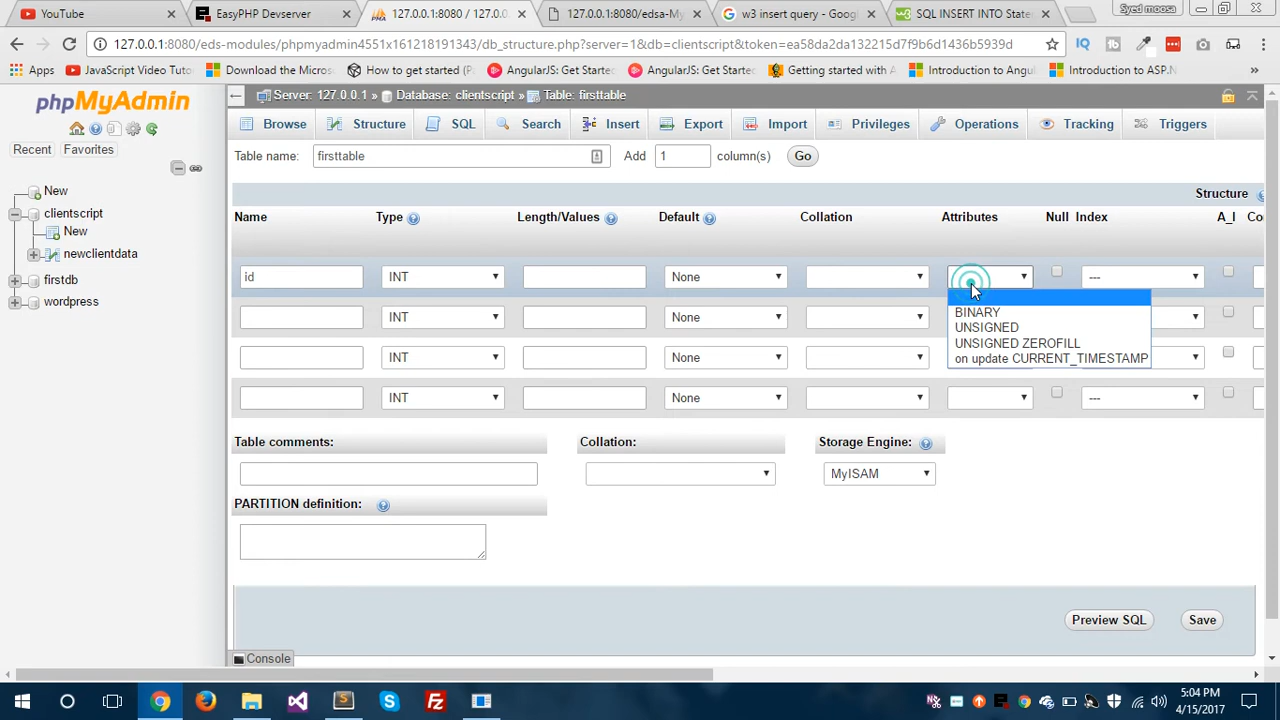 YouTube
EasyPHP Devserver
127.0.0.1:8080 / 127.0.0.
127.0.0.1:8080/edsa-My
w3 insert query - Goog
SQL INSERT INTO State
Syed moosa
127.0.0.1:8080/eds-modules/phpmyadmin4551x161218191343/db_structure.php?server=1&db=clientscript&token=ea58da2da132215d7f9b6d1436b5939d
Apps
JavaScript Video Tuto
Download the Micros
How to get started (P
AngularJS: Get Starte
AngularJS: Get Starte
Getting started with A
Introduction to Angu
Introduction to ASP.N
phpMyAdmin
Recent
Favorites
New
clientscript
New
newclientdata
firstdb
wordpress
Server: 127.0.0.1 » Database: clientscript » Table: firsttable
Browse
Structure
SQL
Search
Insert
Export
Import
Privileges
Operations
Tracking
Triggers
Table name:
firsttable
Add
1
column(s)
Go
Structure
Name
Type
Length/Values
Default
Collation
Attributes
Null
Index
A_I
Co
id
INT
None
---
BINARY
UNSIGNED
UNSIGNED ZEROFILL
on update CURRENT_TIMESTAMP
INT
None
INT
None
INT
None
---
Table comments:
Collation:
Storage Engine:
MyISAM
PARTITION definition:
Preview SQL
Save
Console
5:04 PM
4/15/2017